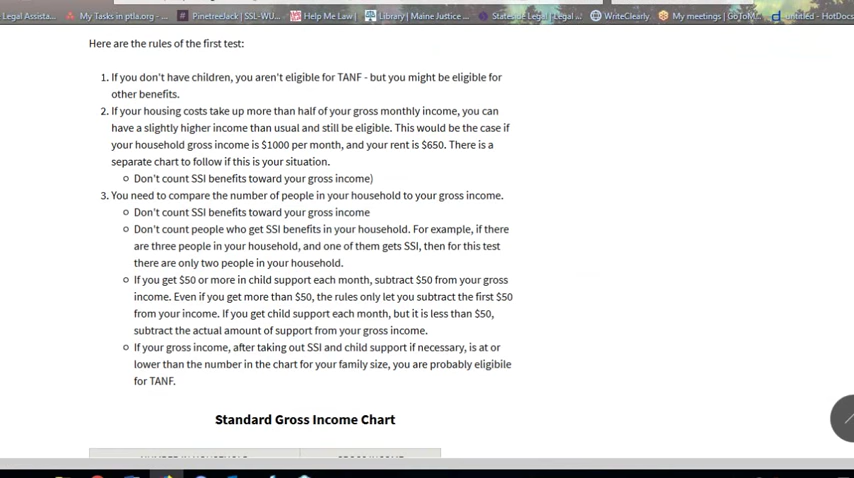 Legal Assista... My Tasks in ptla.org - ... PinetreeJack | SSL-WU... Help Me Law | Library | Maine Justice ... Stateside Legal | Legal ... WriteClearly My meetings | GoToM... untitled - HotDocs
Here are the rules of the first test:
1. If you don't have children, you aren't eligible for TANF - but you might be eligible for
other benefits.
2. If your housing costs take up more than half of your gross monthly income, you can
have a slightly higher income than usual and still be eligible. This would be the case if
your household gross income is $1000 per month, and your rent is $650. There is a
separate chart to follow if this is your situation.
Don't count SSI benefits toward your gross income)
3. You need to compare the number of people in your household to your gross income.
Don't count SSI benefits toward your gross income
Don't count people who get SSI benefits in your household. For example, if there
are three people in your household, and one of them gets SSI, then for this test
there are only two people in your household.
If you get $50 or more in child support each month, subtract $50 from your gross
income. Even if you get more than $50, the rules only let you subtract the first $50
from your income. If you get child support each month, but it is less than $50,
subtract the actual amount of support from your gross income.
If your gross income, after taking out SSI and child support if necessary, is at or
lower than the number in the chart for your family size, you are probably eligibile
for TANF.
Standard Gross Income Chart
NUMBER IN HOUSEHOLD GROSS INCOME